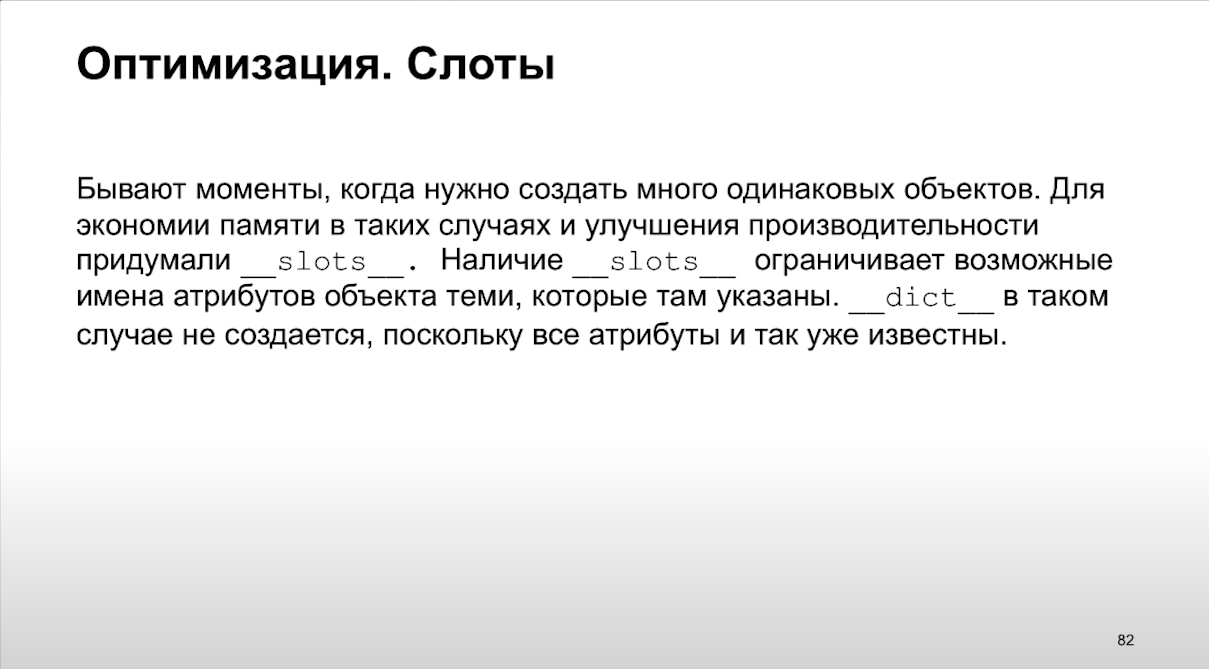 Оптимизация. Слоты
Бывают моменты, когда нужно создать много одинаковых объектов. Для
экономии памяти в таких случаях и улучшения производительности
придумали __slots__. Наличие __slots__ ограничивает возможные
имена атрибутов объекта теми, которые там указаны. __dict__ в таком
случае не создается, поскольку все атрибуты и так уже известны.
82